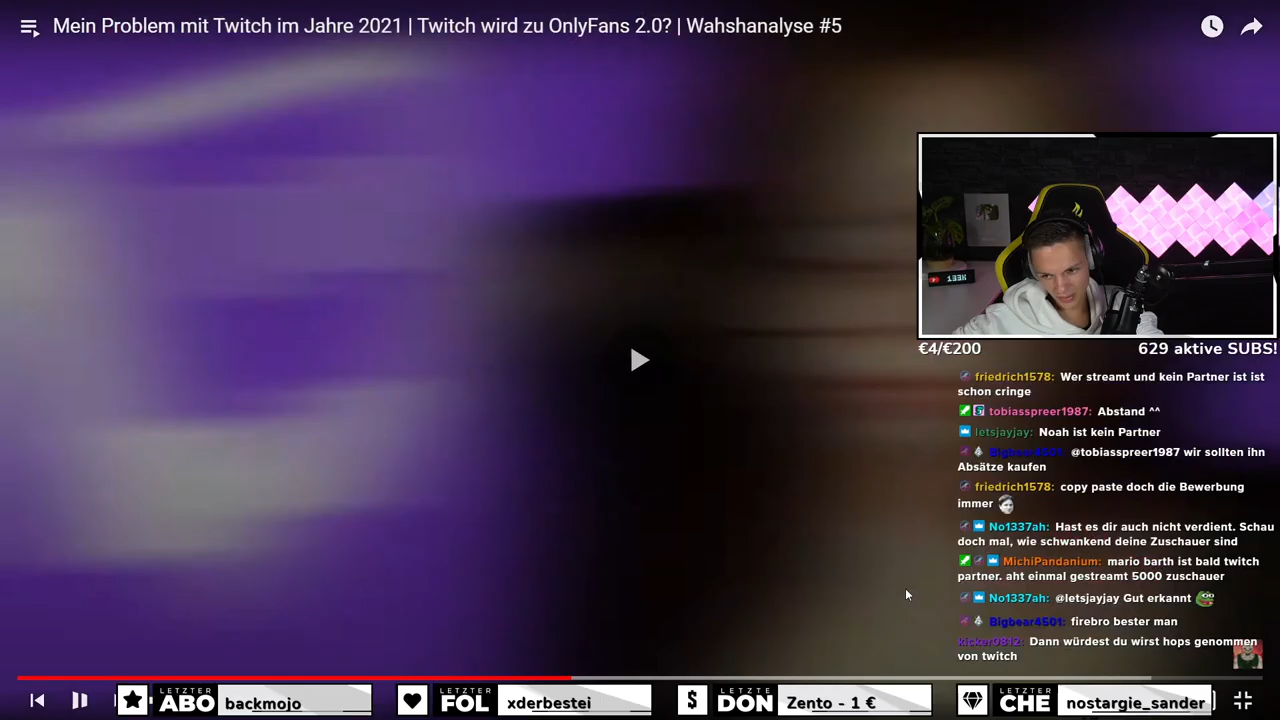 Mein Problem mit Twitch im Jahre 2021 | Twitch wird zu OnlyFans 2.0? | Wahshanalyse #5
133K
€4/€200
629 aktive SUBS!
friedrich1578: Wer streamt und kein Partner ist ist
schon cringe
tobiasspreer1987: Abstand ^^
letsjayjay: Noah ist kein Partner
Bigbear4501: @tobiasspreer1987 wir sollten ihn
Absätze kaufen
friedrich1578: copy paste doch die Bewerbung
immer
No1337ah: Hast es dir auch nicht verdient. Schau
doch mal, wie schwankend deine Zuschauer sind
MichiPandanium: mario barth ist bald twitch
partner. aht einmal gestreamt 5000 zuschauer
No1337ah: @letsjayjay Gut erkannt
Bigbear4501: firebro bester man
kicker0812: Dann würdest du wirst hops genommen
von twitch
LETZTER
ABO
backmojo
LETZTER
FOL
xderbestei
LETZTE
DON
Zento - 1 €
LETZTER
CHE
nostargie_sander